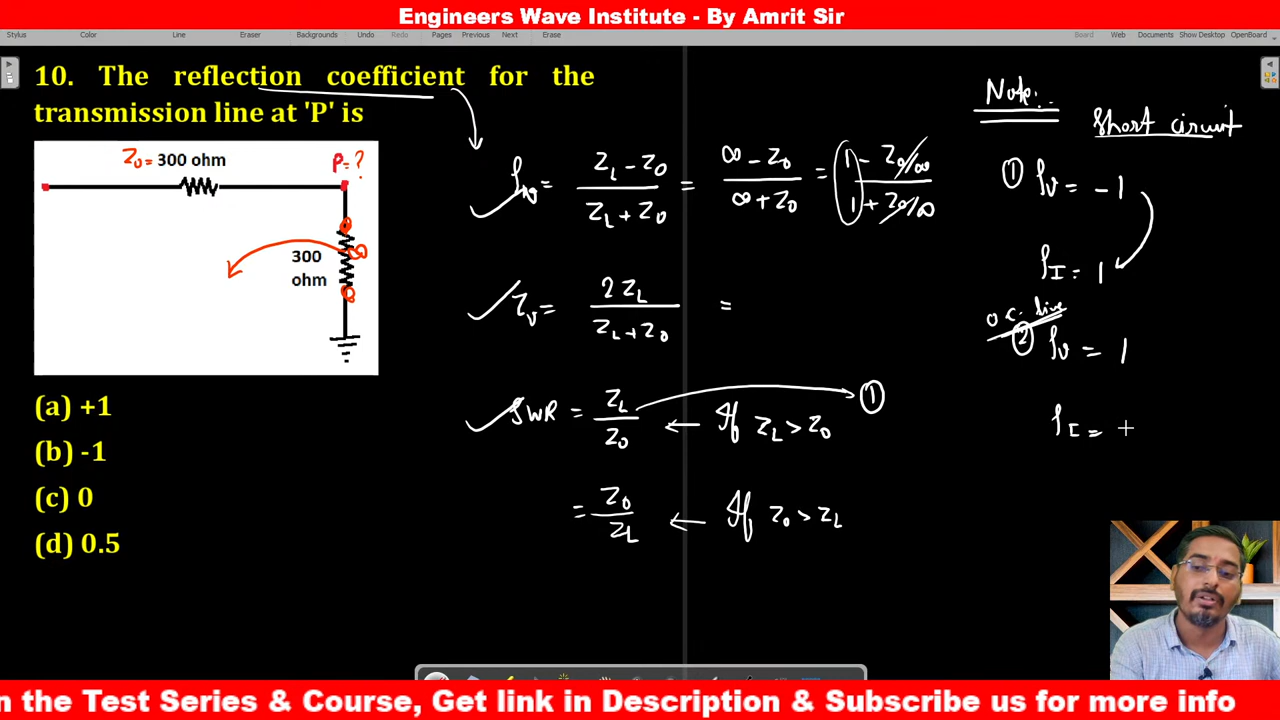 Engineers Wave Institute - By Amrit Sir
Stylus Color Line Eraser Backgrounds Undo Redo Pages Previous Next Erase Board Web Documents Show Desktop OpenBoard
10. The reflection coefficient for the
transmission line at 'P' is
Z0 = 300 ohm
P = ?
300
ohm
∞
(a) +1
(b) -1
(c) 0
(d) 0.5
ρv = ZL - Z0 / ZL + Z0 = ∞ - Z0 / ∞ + Z0 = 1 - Z0/∞ / 1 + Z0/∞
τv = 2ZL / ZL + Z0 =
SWR = ZL / Z0 ← If ZL > Z0 ①
= Z0 / ZL ← If Z0 > ZL
Note:-
Short circuit
① ρv = -1
ρI = 1
o.c. line
② ρv = 1
ρI = +
n the Test Series & Course, Get link in Description & Subscribe us for more info